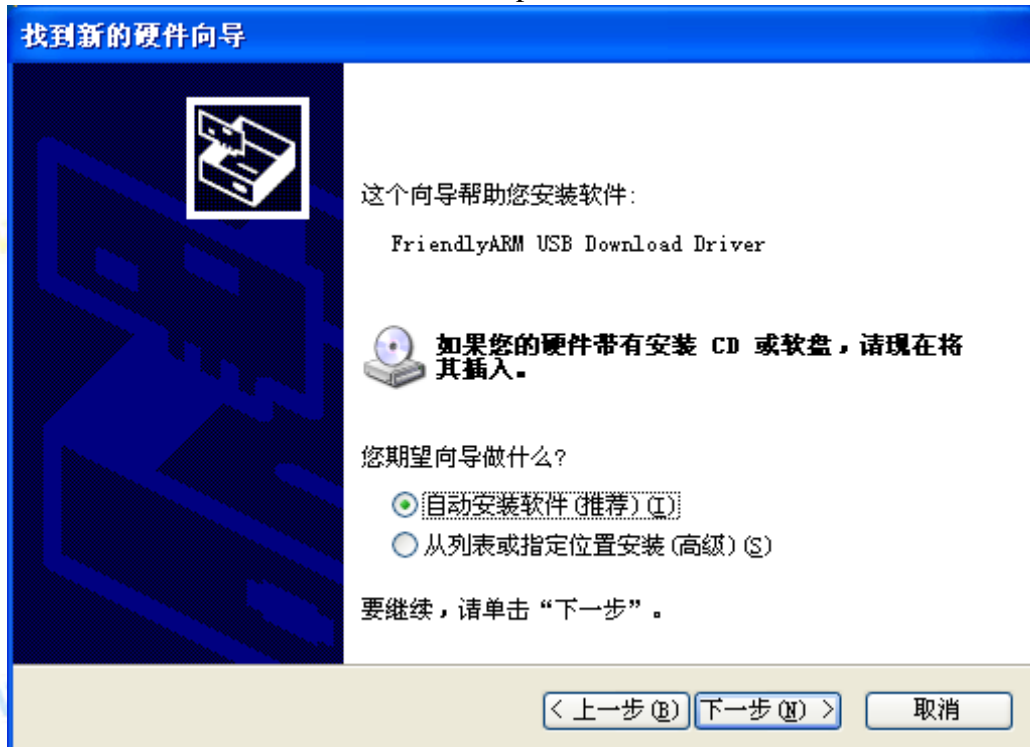 找到新的硬件向导
这个向导帮助您安装软件:
FriendlyARM USB Download Driver
如果您的硬件带有安装 CD 或软盘，请现在将
其插入。
您期望向导做什么?
自动安装软件(推荐)(I)
从列表或指定位置安装(高级)(S)
要继续，请单击“下一步”。
< 上一步(B) 下一步(N) > 取消